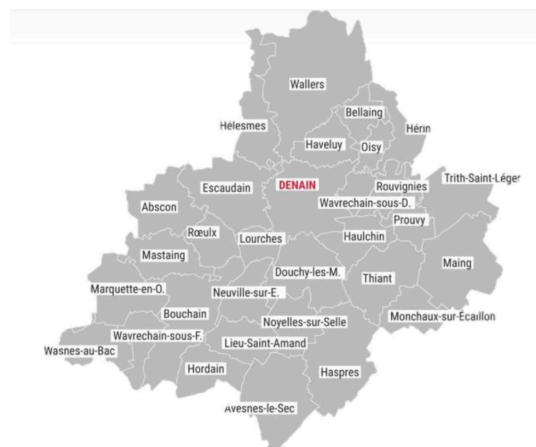 Wallers
Bellaing
Hélesmes
Hérin
Haveluy
Oisy
Trith-Saint-Léger
Escaudain
DENAIN
Rouvignies
Abscon
Wavrechain-sous-D.
Prouvy
Rœulx
Lourches
Haulchin
Mastaing
Maing
Douchy-les-M.
Thiant
Marquette-en-O.
Neuville-sur-E.
Bouchain
Monchaux-sur-Écaillon
Noyelles-sur-Selle
Wavrechain-sous-F.
Lieu-Saint-Amand
Wasnes-au-Bac
Hordain
Haspres
Avesnes-le-Sec